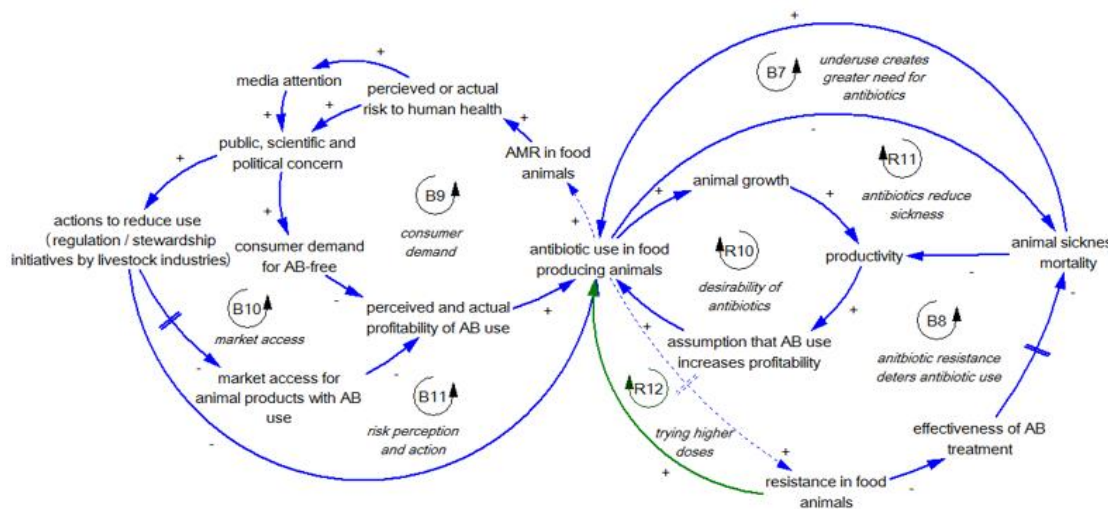 media attention
percieved or actual
risk to human health
public, scientific and
political concern
AMR in food
animals
actions to reduce use
(regulation / stewardship
initiatives by livestock industries)
consumer demand
for AB-free
B9
consumer
demand
B10
market access
perceived and actual
profitability of AB use
market access for
animal products with AB
use
B11
risk perception
and action
antibiotic use in food
producing animals
B7
underuse creates
greater need for
antibiotics
R11
antibiotics reduce
sickness
animal growth
productivity
animal sicknes
mortality
R10
desirability of
antibiotics
assumption that AB use
increases profitability
B8
anitbiotic resistance
deters antibiotic use
R12
trying higher
doses
effectiveness of AB
treatment
resistance in food
animals